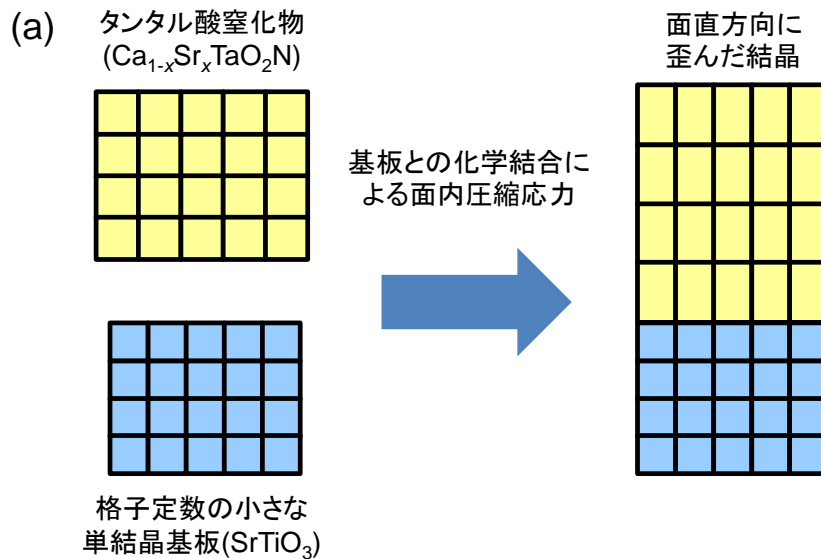 (a)
タンタル酸窒化物
(Ca₁₋ₓSrₓTaO₂N)
面直方向に
歪んだ結晶
基板との化学結合に
よる面内圧縮応力
格子定数の小さな
単結晶基板(SrTiO₃)